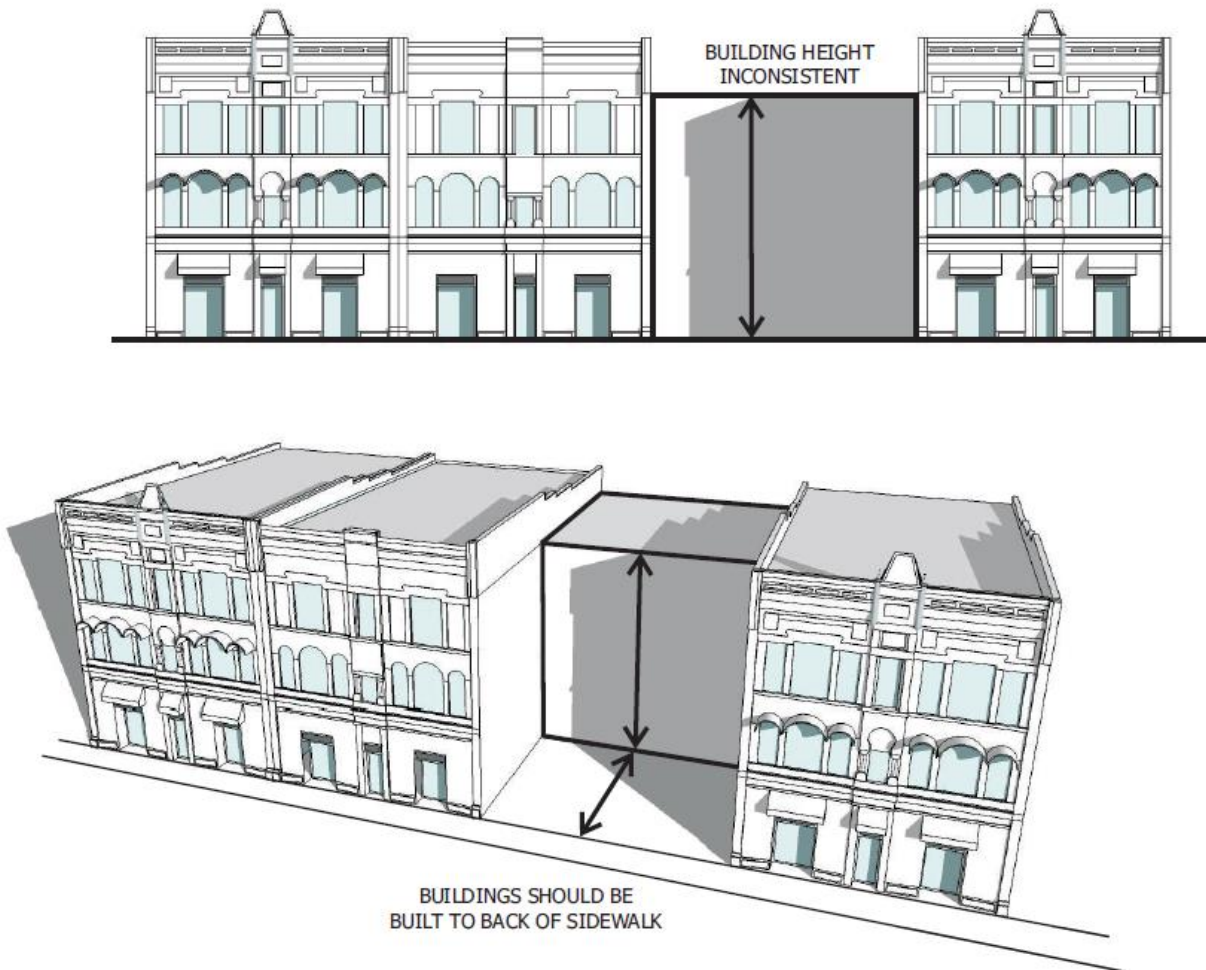 BUILDING HEIGHT
INCONSISTENT
BUILDINGS SHOULD BE
BUILT TO BACK OF SIDEWALK